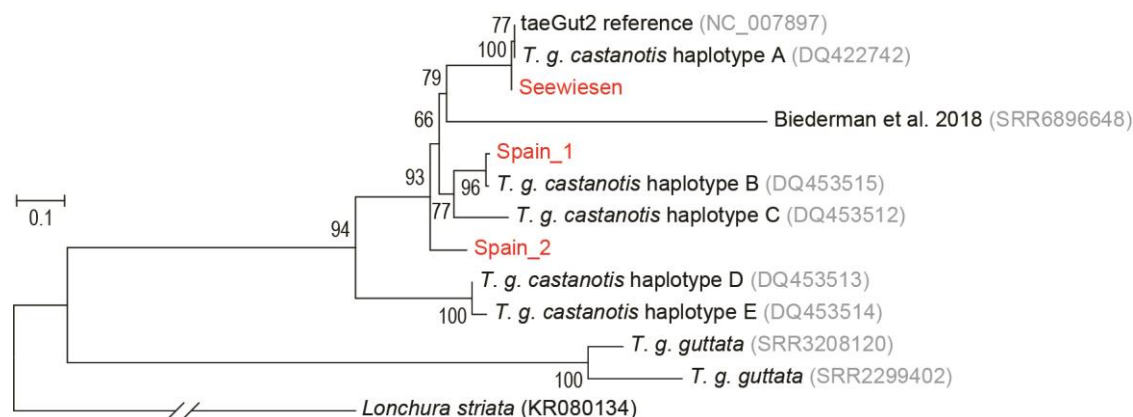 77 taeGut2 reference (NC_007897)
100 T. g. castanotis haplotype A (DQ422742)
79 Seewiesen
66 Biederman et al. 2018 (SRR6896648)
Spain_1
93 96 T. g. castanotis haplotype B (DQ453515)
0.1 77 T. g. castanotis haplotype C (DQ453512)
94 Spain_2
T. g. castanotis haplotype D (DQ453513)
100 T. g. castanotis haplotype E (DQ453514)
T. g. guttata (SRR3208120)
100 T. g. guttata (SRR2299402)
Lonchura striata (KR080134)